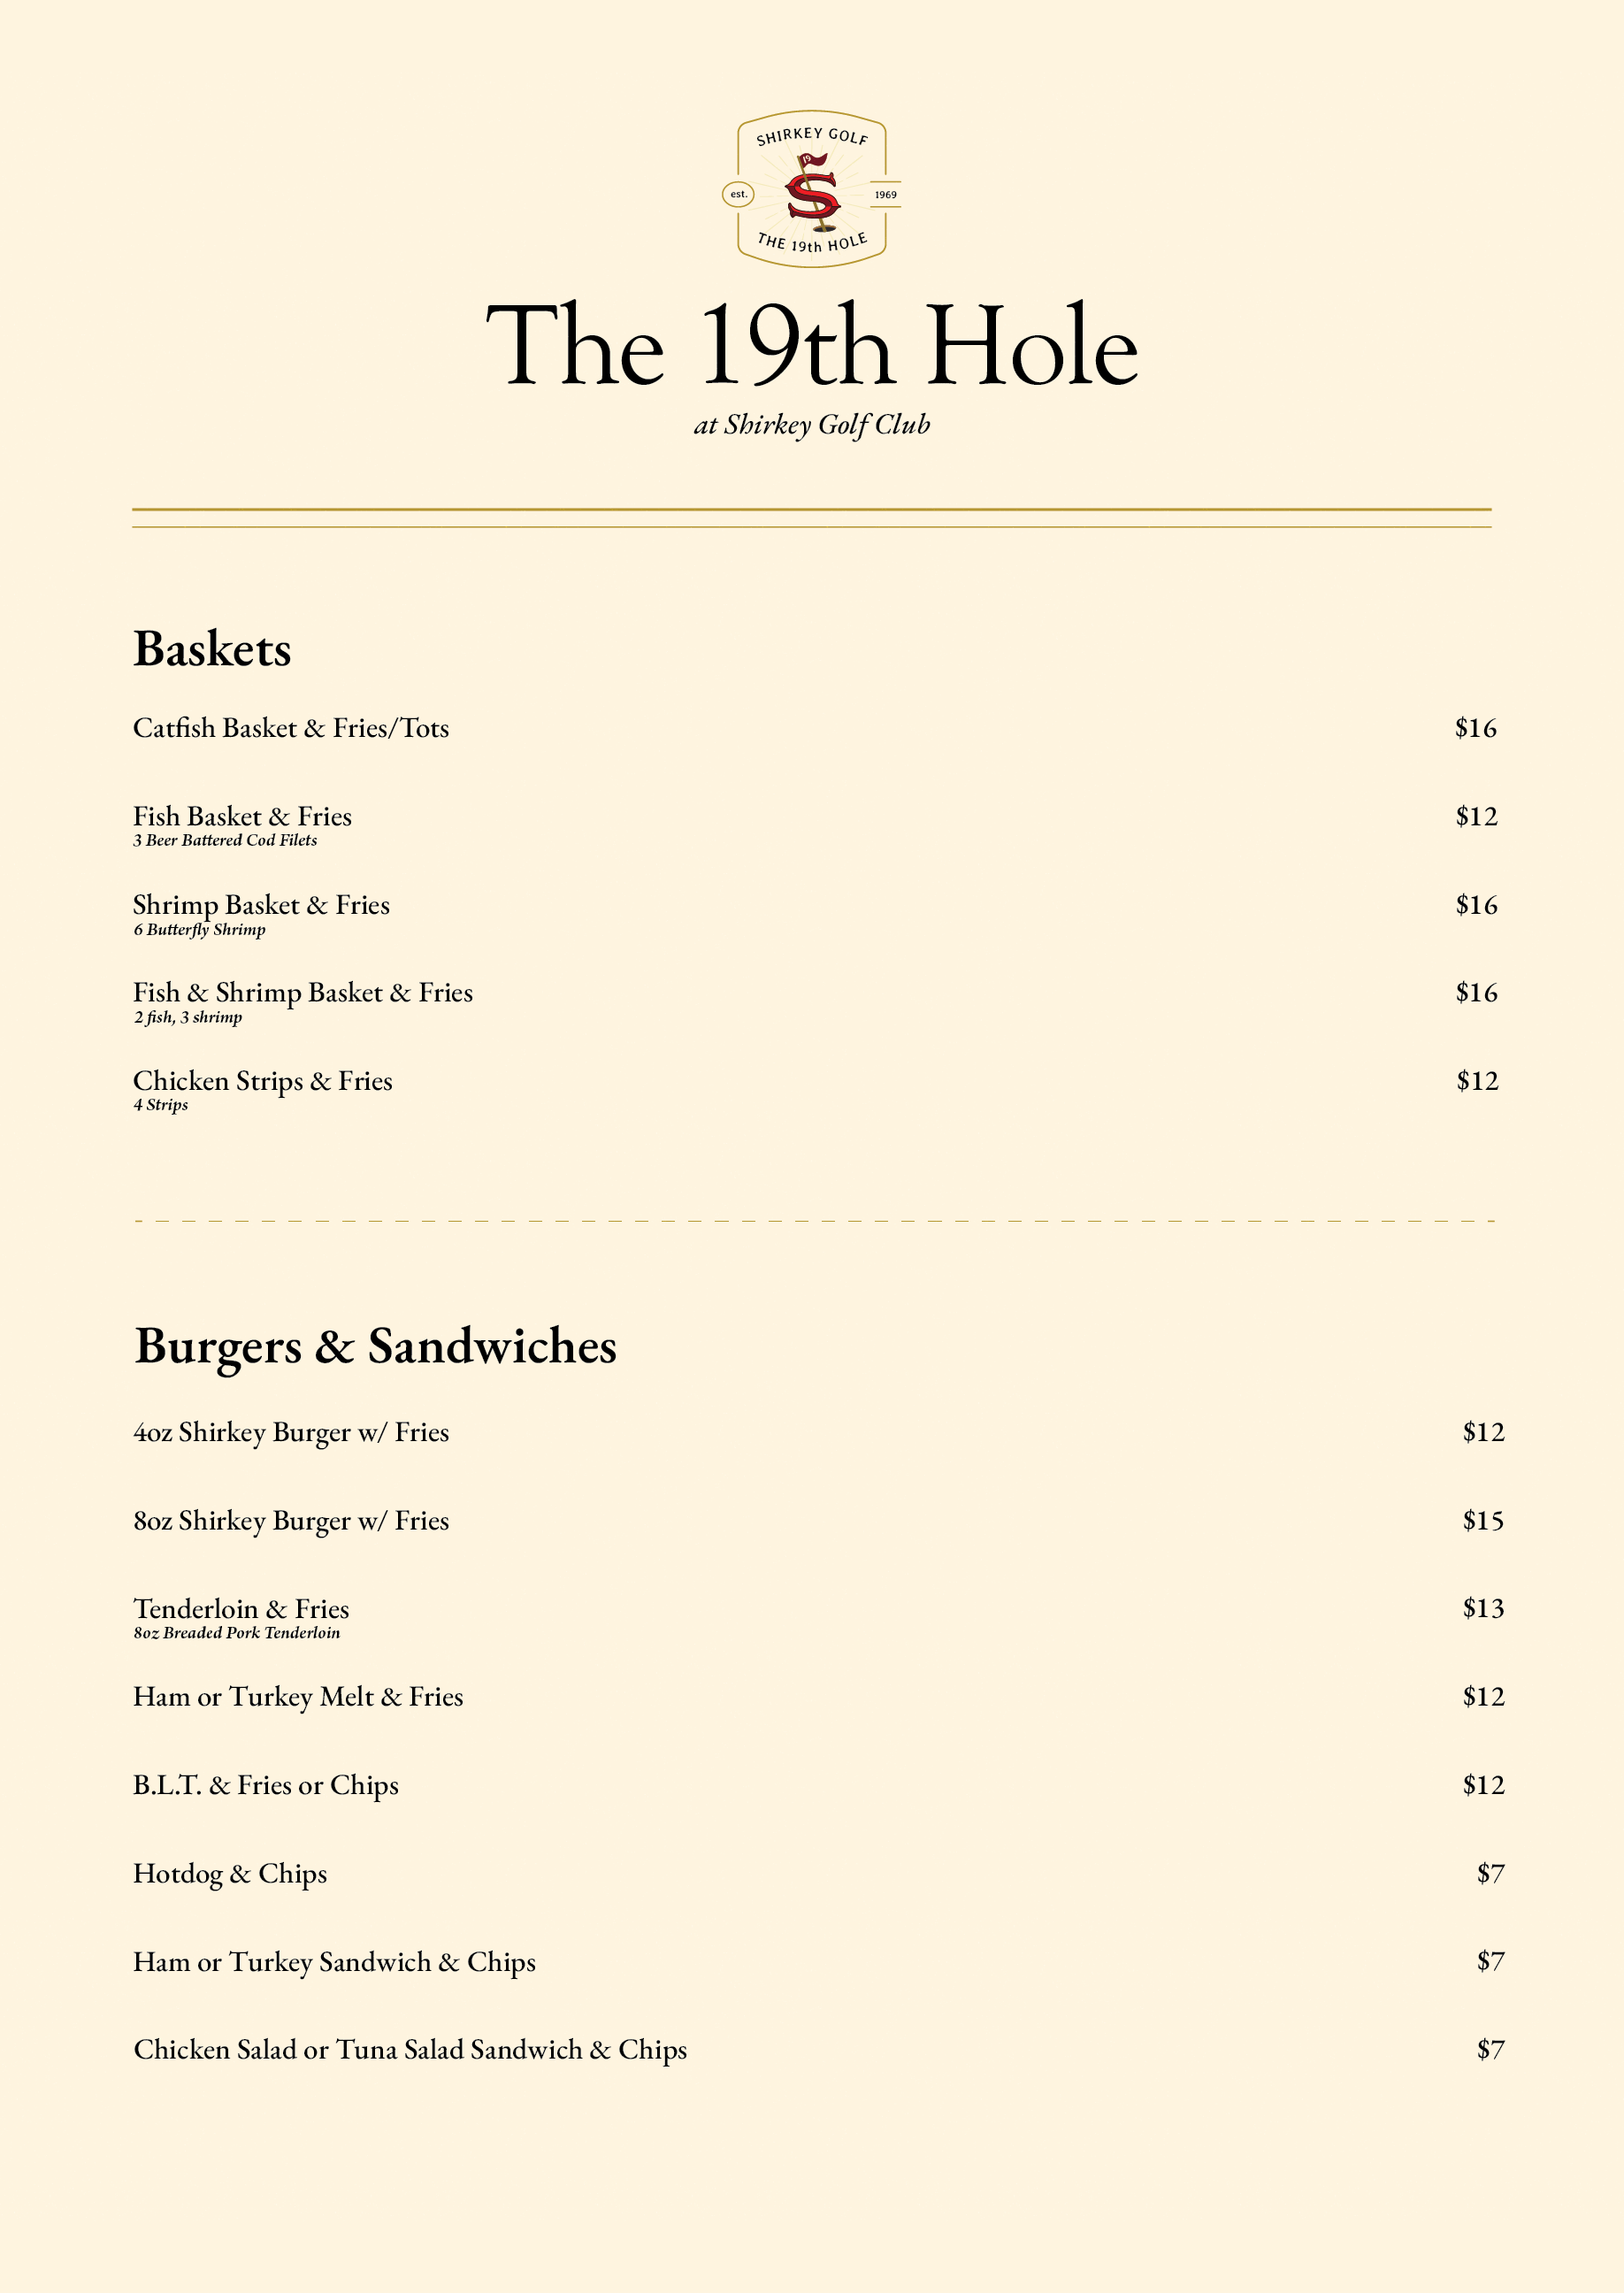 SHIRKEY GOLF
19
est.
1969
THE 19th HOLE
The 19th Hole
at Shirkey Golf Club
Baskets
Catfish Basket & Fries/Tots $16
Fish Basket & Fries $12
3 Beer Battered Cod Filets
Shrimp Basket & Fries $16
6 Butterfly Shrimp
Fish & Shrimp Basket & Fries $16
2 fish, 3 shrimp
Chicken Strips & Fries $12
4 Strips
Burgers & Sandwiches
4oz Shirkey Burger w/ Fries $12
8oz Shirkey Burger w/ Fries $15
Tenderloin & Fries $13
8oz Breaded Pork Tenderloin
Ham or Turkey Melt & Fries $12
B.L.T. & Fries or Chips $12
Hotdog & Chips $7
Ham or Turkey Sandwich & Chips $7
Chicken Salad or Tuna Salad Sandwich & Chips $7